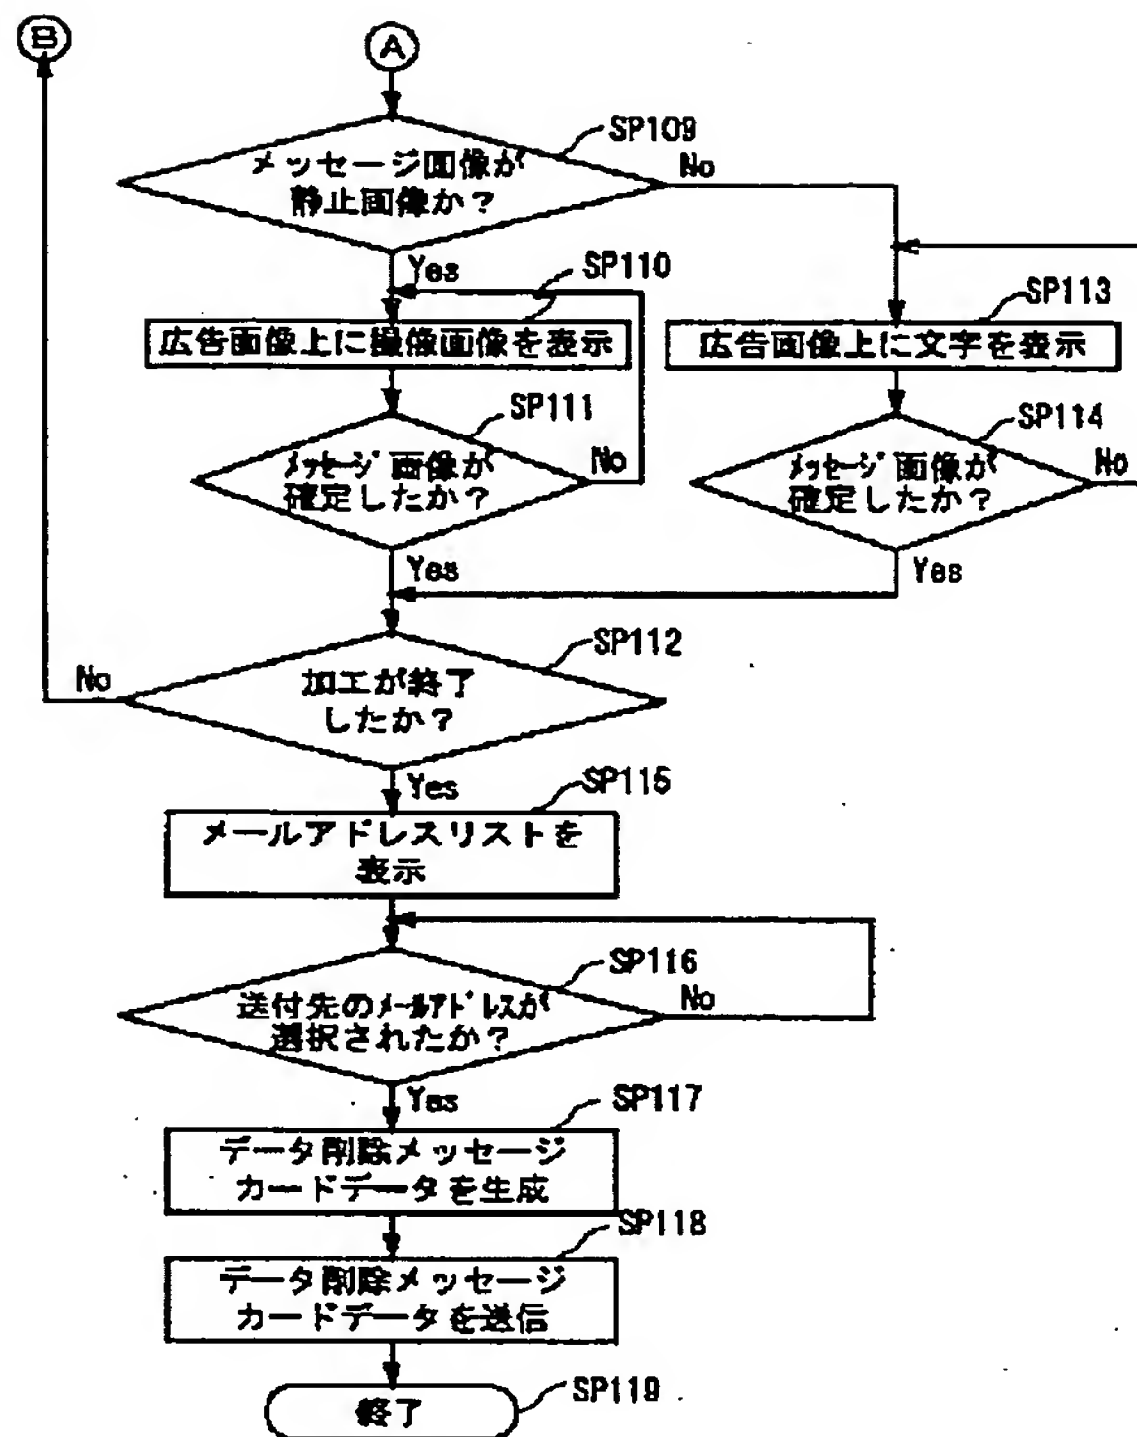 B
A
SP109
メッセージ画像が
静止画像か？
No
Yes
SP110
広告画像上に撮像画像を表示
SP113
広告画像上に文字を表示
SP111
メッセージ画像が
確定したか？
No
SP114
メッセージ画像が
確定したか？
No
Yes
Yes
SP112
加工が終了
したか？
No
Yes
SP115
メールアドレスリストを
表示
SP116
送付先のメールアドレスが
選択されたか？
No
Yes
SP117
データ削除メッセージ
カードデータを生成
SP118
データ削除メッセージ
カードデータを送信
SP119
終了